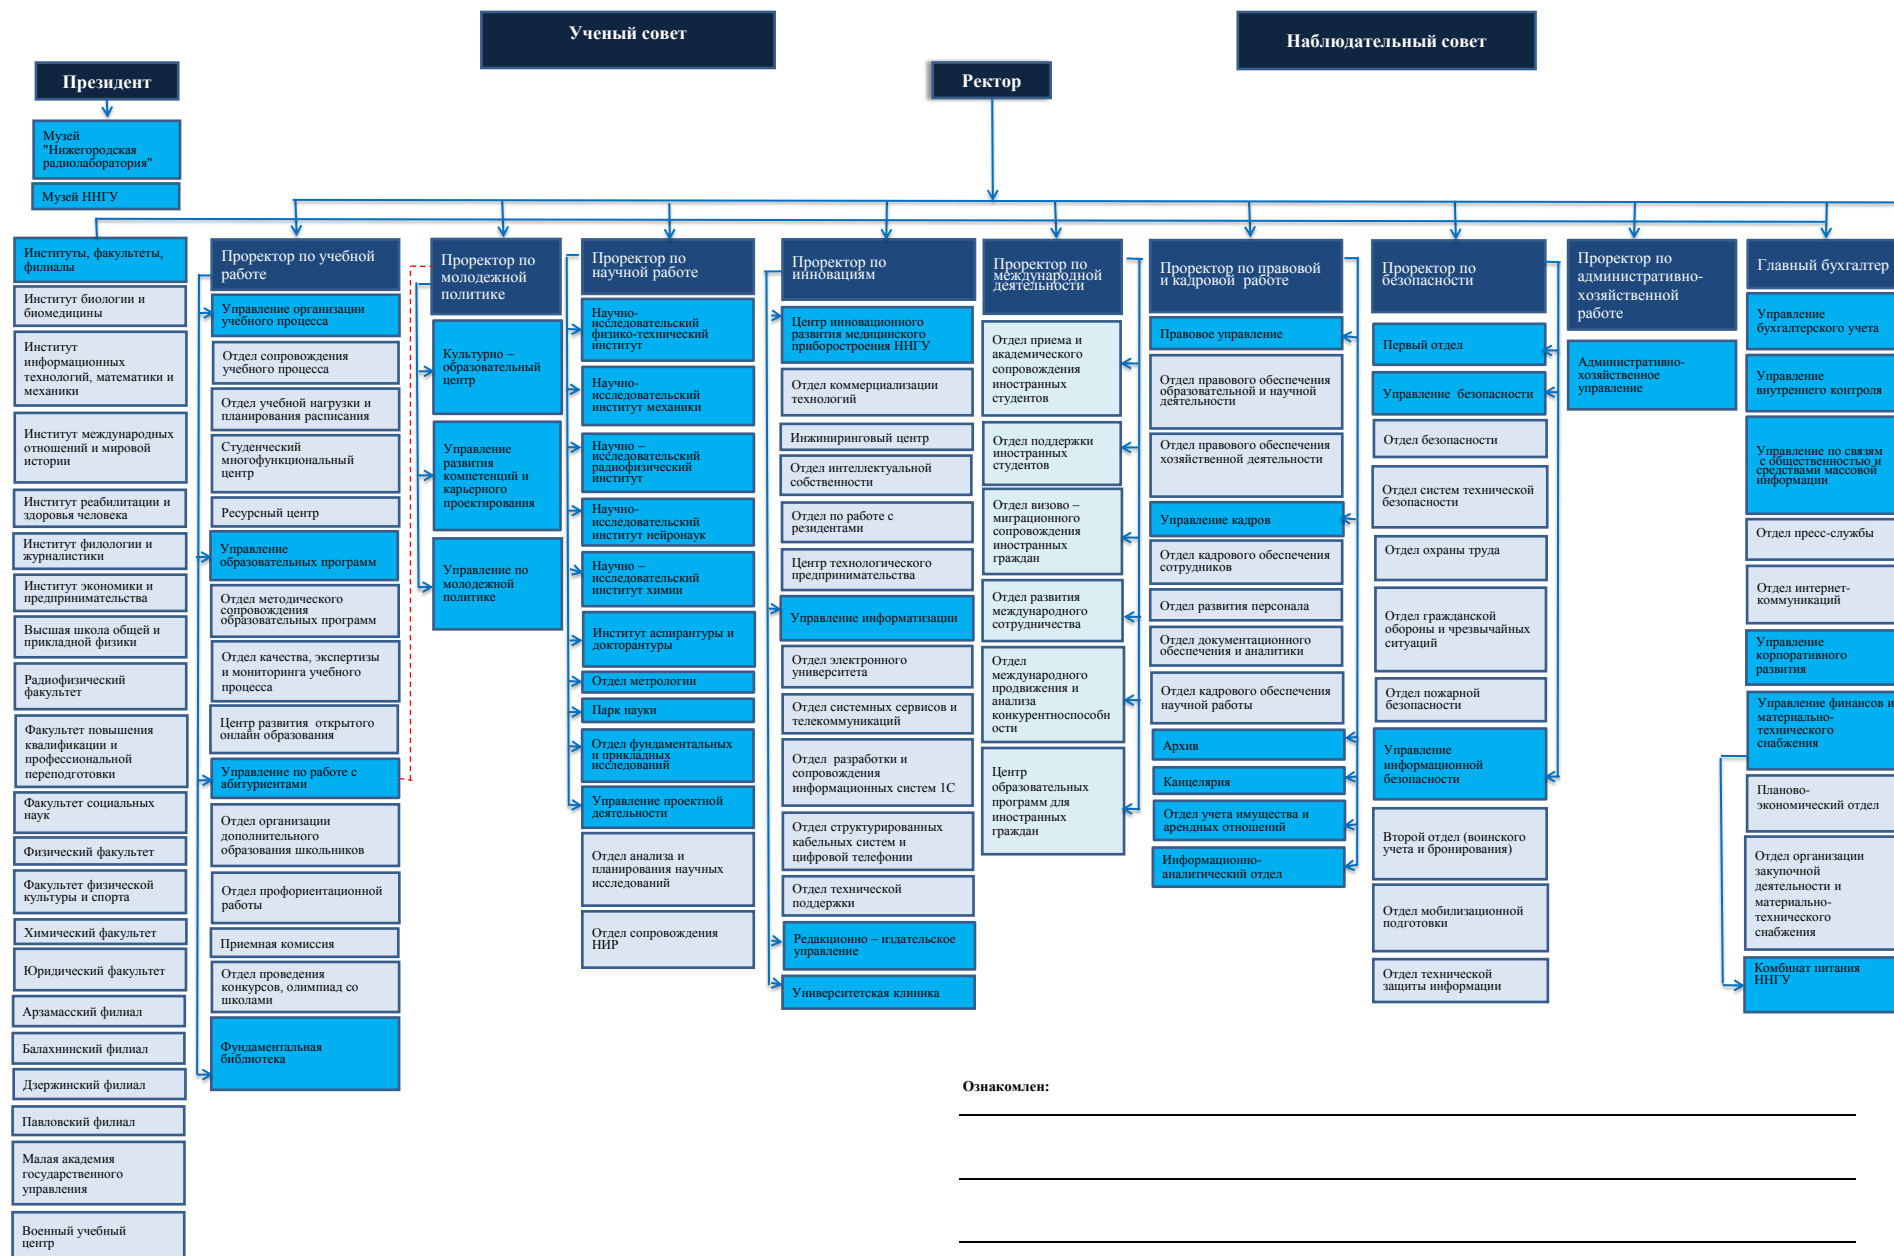 Ученый совет
Наблюдательный совет
Президент
Ректор
Музей
"Нижегородская
радиолаборатория"
Музей ННГУ
Институты, факультеты,
филиалы
Институт биологии и
биомедицины
Институт
информационных
технологий, математики и
механики
Институт международных
отношений и мировой
истории
Институт реабилитации и
здоровья человека
Институт филологии и
журналистики
Институт экономики и
предпринимательства
Высшая школа общей и
прикладной физики
Радиофизический
факультет
Факультет повышения
квалификации и
профессиональной
переподготовки
Факультет социальных
наук
Физический факультет
Факультет физической
культуры и спорта
Химический факультет
Юридический факультет
Арзамасский филиал
Балахнинский филиал
Дзержинский филиал
Павловский филиал
Малая академия
государственного
управления
Военный учебный
центр
Проректор по учебной
работе
Управление организации
учебного процесса
Отдел сопровождения
учебного процесса
Отдел учебной нагрузки и
планирования расписания
Студенческий
многофункциональный
центр
Ресурсный центр
Управление
образовательных программ
Отдел методического
сопровождения
образовательных программ
Отдел качества, экспертизы
и мониторинга учебного
процесса
Центр развития открытого
онлайн образования
Управление по работе с
абитуриентами
Отдел организации
дополнительного
образования школьников
Отдел профориентационной
работы
Приемная комиссия
Отдел проведения
конкурсов, олимпиад со
школами
Фундаментальная
библиотека
Проректор по
молодежной
политике
Культурно –
образовательный
центр
Управление
развития
компетенций и
карьерного
проектирования
Управление по
молодежной
политике
Проректор по
научной работе
Научно-
исследовательский
физико-технический
институт
Научно-
исследовательский
институт механики
Научно –
исследовательский
радиофизический
институт
Научно-
исследовательский
институт нейронаук
Научно –
исследовательский
институт химии
Институт аспирантуры и
докторантуры
Отдел метрологии
Парк науки
Отдел фундаментальных
и прикладных
исследований
Управление проектной
деятельности
Отдел анализа и
планирования научных
исследований
Отдел сопровождения
НИР
Проректор по
инновациям
Центр инновационного
развития медицинского
приборостроения ННГУ
Отдел коммерциализации
технологий
Инжиниринговый центр
Отдел интеллектуальной
собственности
Отдел по работе с
резидентами
Центр технологического
предпринимательства
Управление информатизации
Отдел электронного
университета
Отдел системных сервисов и
телекоммуникаций
Отдел разработки и
сопровождения
информационных систем 1С
Отдел структурированных
кабельных систем и
цифровой телефонии
Отдел технической
поддержки
Редакционно – издательское
управление
Университетская клиника
Проректор по
международной
деятельности
Отдел приема и
академического
сопровождения
иностранных
студентов
Отдел поддержки
иностранных
студентов
Отдел визово –
миграционного
сопровождения
иностранных
граждан
Отдел развития
международного
сотрудничества
Отдел
международного
продвижения и
анализа
конкурентноспособн
ости
Центр
образовательных
программ для
иностранных
граждан
Проректор по правовой
и кадровой работе
Правовое управление
Отдел правового обеспечения
образовательной и научной
деятельности
Отдел правового обеспечения
хозяйственной деятельности
Управление кадров
Отдел кадрового обеспечения
сотрудников
Отдел развития персонала
Отдел документационного
обеспечения и аналитики
Отдел кадрового обеспечения
научной работы
Архив
Канцелярия
Отдел учета имущества и
арендных отношений
Информационно-
аналитический отдел
Проректор по
безопасности
Первый отдел
Управление безопасности
Отдел безопасности
Отдел систем технической
безопасности
Отдел охраны труда
Отдел гражданской
обороны и чрезвычайных
ситуаций
Отдел пожарной
безопасности
Управление
информационной
безопасности
Второй отдел (воинского
учета и бронирования)
Отдел мобилизационной
подготовки
Отдел технической
защиты информации
Проректор по
административно-
хозяйственной
работе
Административно-
хозяйственное
управление
Главный бухгалтер
Управление
бухгалтерского учета
Управление
внутреннего контроля
Управление по связям
с общественностью и
средствами массовой
информации
Отдел пресс-службы
Отдел интернет-
коммуникаций
Управление
корпоративного
развития
Управление финансов и
материально-
технического
снабжения
Планово-
экономический отдел
Отдел организации
закупочной
деятельности и
материально-
технического
снабжения
Комбинат питания
ННГУ
Ознакомлен: